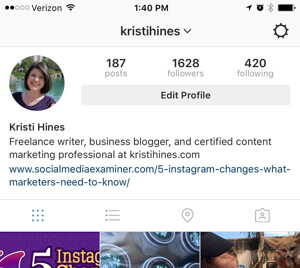 Verizon 1:40 PM
kristihines
187 1628 420
posts followers following
Edit Profile
Kristi Hines
Freelance writer, business blogger, and certified content
marketing professional at kristihines.com
www.socialmediaexaminer.com/5-instagram-changes-what-
marketers-need-to-know/
5 Instag